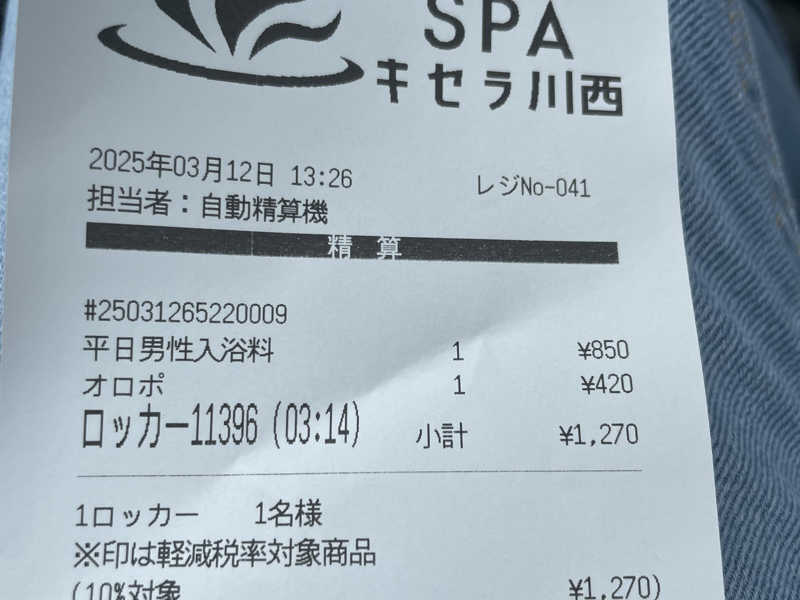 SPA
キセラ川西
2025年03月12日 13:26 レジNo-041
担当者：自動精算機
精 算
#25031265220009
平日男性入浴料 1 ¥850
オロポ 1 ¥420
ロッカー11396 (03:14) 小計 ¥1,270
1ロッカー 1名様
※印は軽減税率対象商品
(10%対象 ¥1,270)